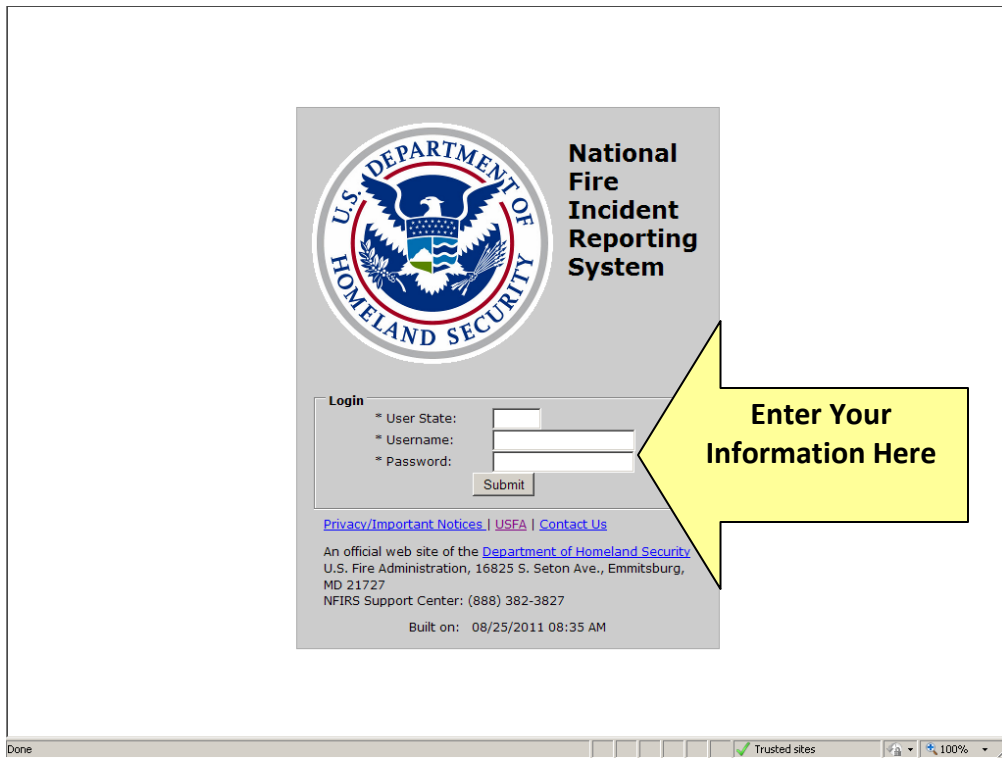 U.S. DEPARTMENT OF
HOMELAND SECURITY
National
Fire
Incident
Reporting
System
Login
* User State:
* Username:
* Password:
Submit
Enter Your
Information Here
Privacy/Important Notices | USFA | Contact Us
An official web site of the Department of Homeland Security
U.S. Fire Administration, 16825 S. Seton Ave., Emmitsburg,
MD 21727
NFIRS Support Center: (888) 382-3827
Built on: 08/25/2011 08:35 AM
Done
Trusted sites
100%